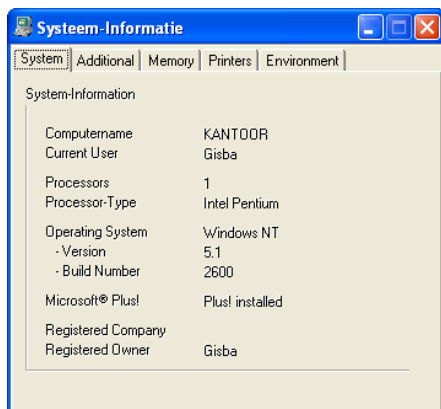 Systeem-Informatie
System Additional Memory Printers Environment
System-Information
Computername KANTOOR
Current User Gisba
Processors 1
Processor-Type Intel Pentium
Operating System Windows NT
- Version 5.1
- Build Number 2600
Microsoft® Plus! Plus! installed
Registered Company
Registered Owner Gisba